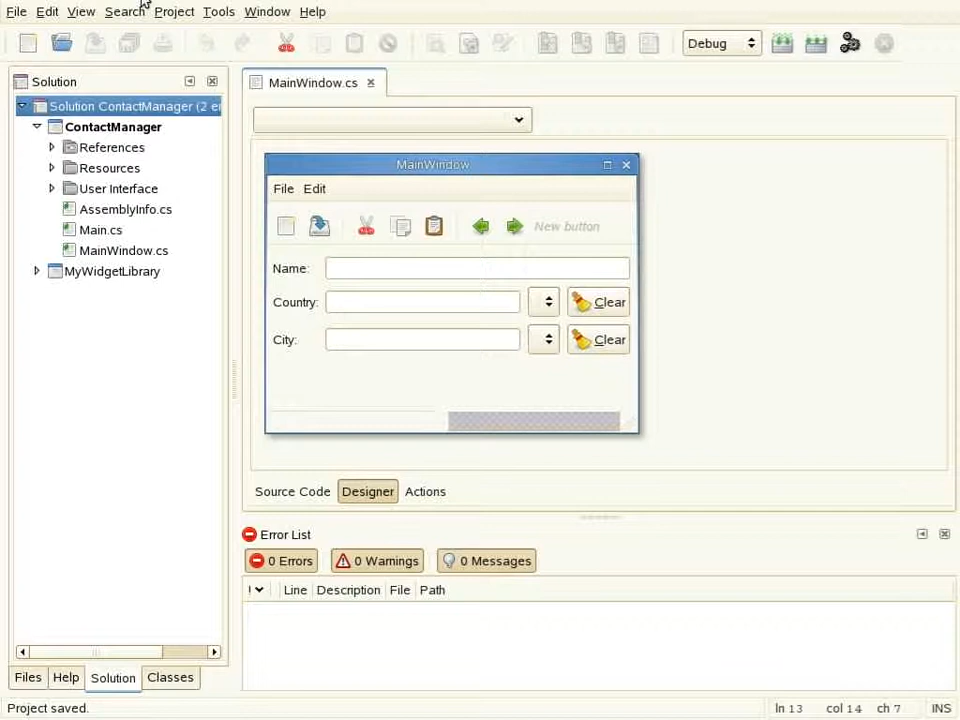 File Edit View Search Project Tools Window Help
Debug
Solution
MainWindow.cs
Solution ContactManager (2 e
ContactManager
References
Resources
User Interface
AssemblyInfo.cs
Main.cs
MainWindow.cs
MyWidgetLibrary
MainWindow
File Edit
New button
Name:
Country:
Clear
City:
Clear
Source Code Designer Actions
Error List
0 Errors 0 Warnings 0 Messages
! Line Description File Path
Files Help Solution Classes
Project saved.
ln 13 col 14 ch 7 INS